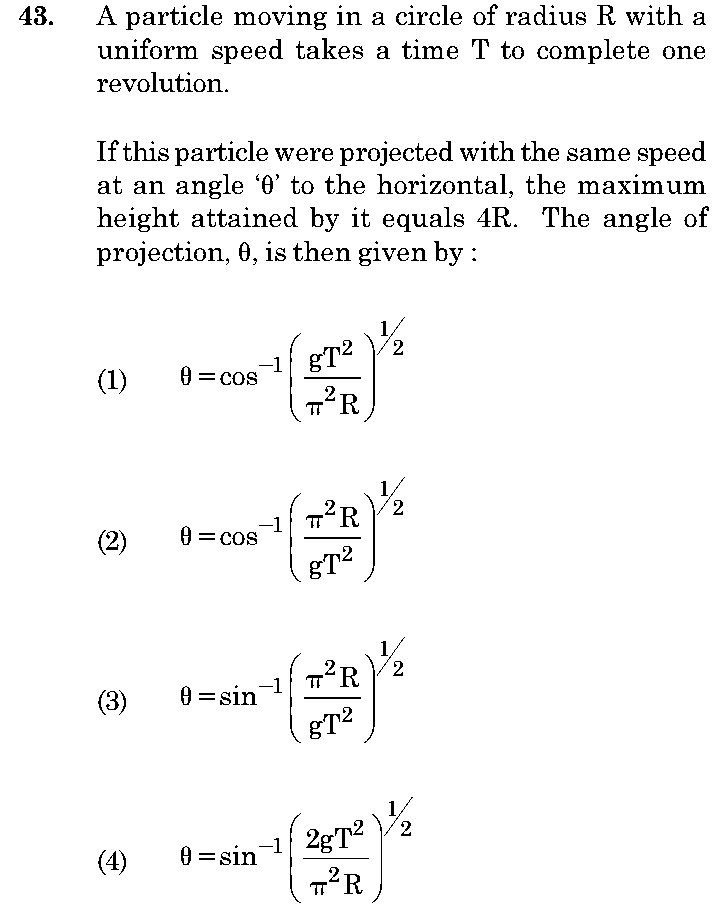 43. A particle moving in a circle of radius R with a
uniform speed takes a time T to complete one
revolution.
If this particle were projected with the same speed
at an angle ‘θ’ to the horizontal, the maximum
height attained by it equals 4R. The angle of
projection, θ, is then given by :
(1) θ = cos⁻¹ (gT² / π²R)^1/2
(2) θ = cos⁻¹ (π²R / gT²)^1/2
(3) θ = sin⁻¹ (π²R / gT²)^1/2
(4) θ = sin⁻¹ (2gT² / π²R)^1/2